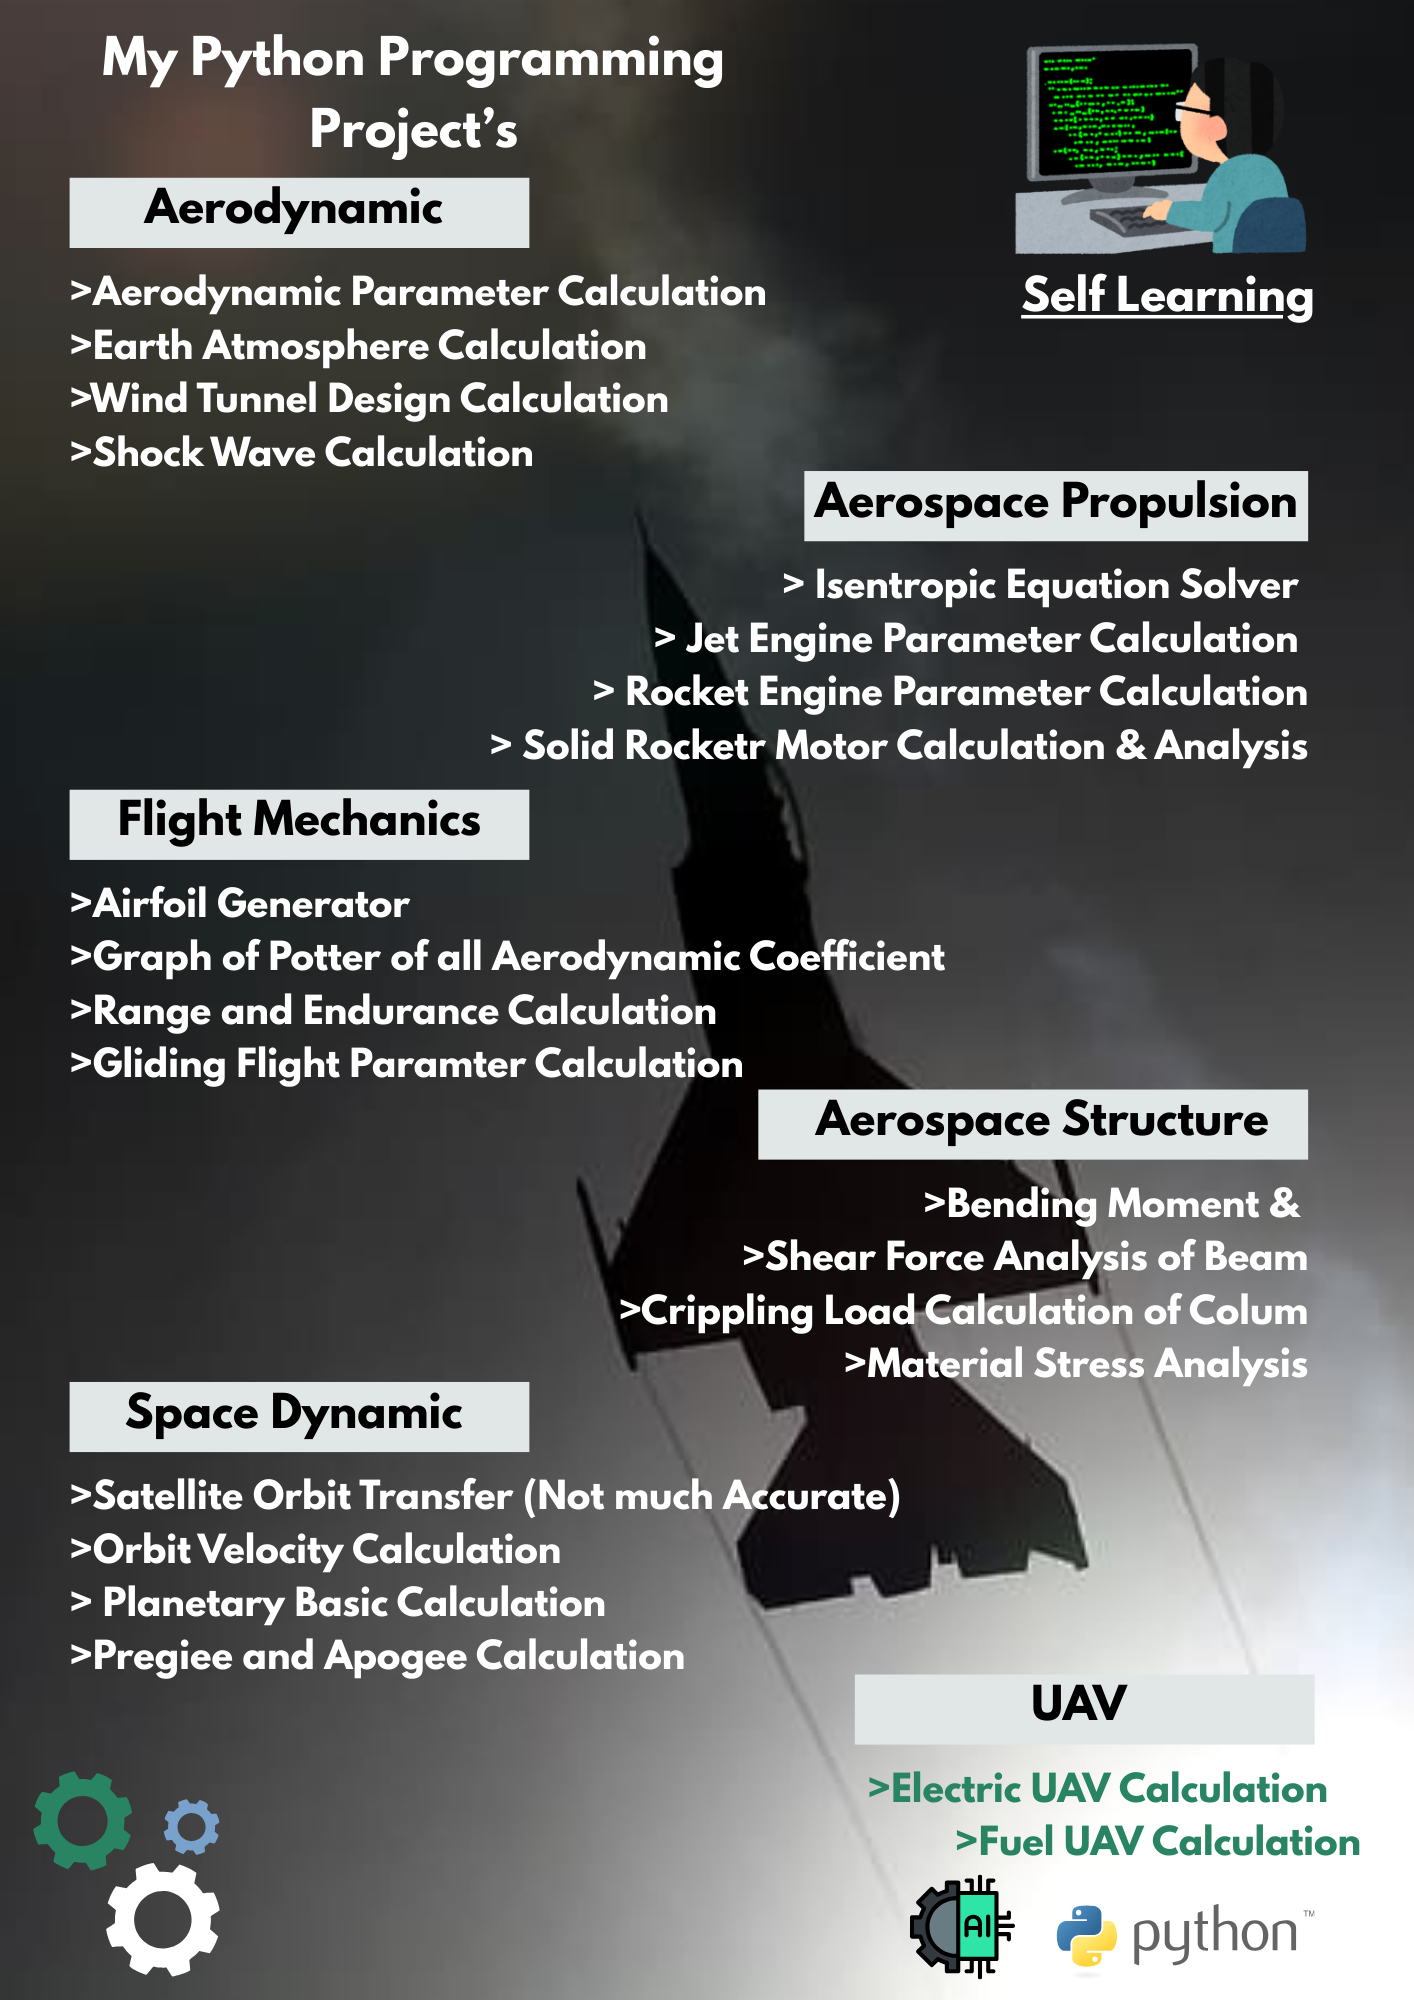 My Python Programming
Project’s
Self Learning
Aerodynamic
>Aerodynamic Parameter Calculation
>Earth Atmosphere Calculation
>Wind Tunnel Design Calculation
>Shock Wave Calculation
Aerospace Propulsion
> Isentropic Equation Solver
> Jet Engine Parameter Calculation
> Rocket Engine Parameter Calculation
> Solid Rocketr Motor Calculation & Analysis
Flight Mechanics
>Airfoil Generator
>Graph of Potter of all Aerodynamic Coefficient
>Range and Endurance Calculation
>Gliding Flight Paramter Calculation
Aerospace Structure
>Bending Moment &
>Shear Force Analysis of Beam
>Crippling Load Calculation of Colum
>Material Stress Analysis
Space Dynamic
>Satellite Orbit Transfer (Not much Accurate)
>Orbit Velocity Calculation
> Planetary Basic Calculation
>Pregiee and Apogee Calculation
UAV
>Electric UAV Calculation
>Fuel UAV Calculation
AI
python™